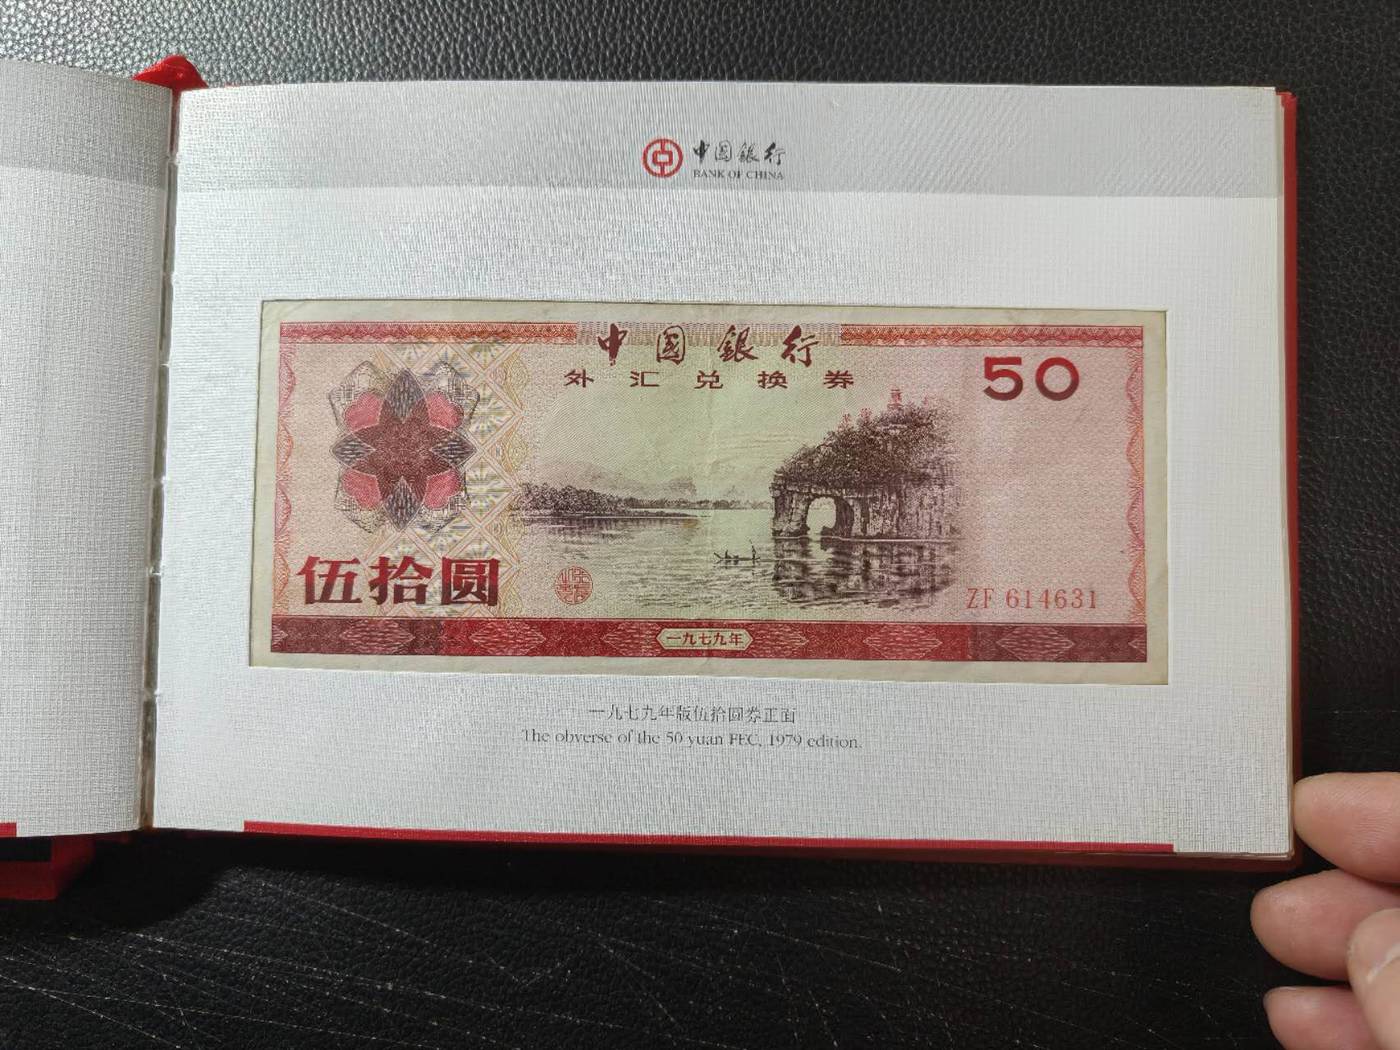 中国銀行
BANK OF CHINA
中国銀行
外汇兑换券
50
伍拾圆
ZF 614631
一九七九年
一九七九年版伍拾圆券正面
The obverse of the 50 yuan FEC, 1979 edition.